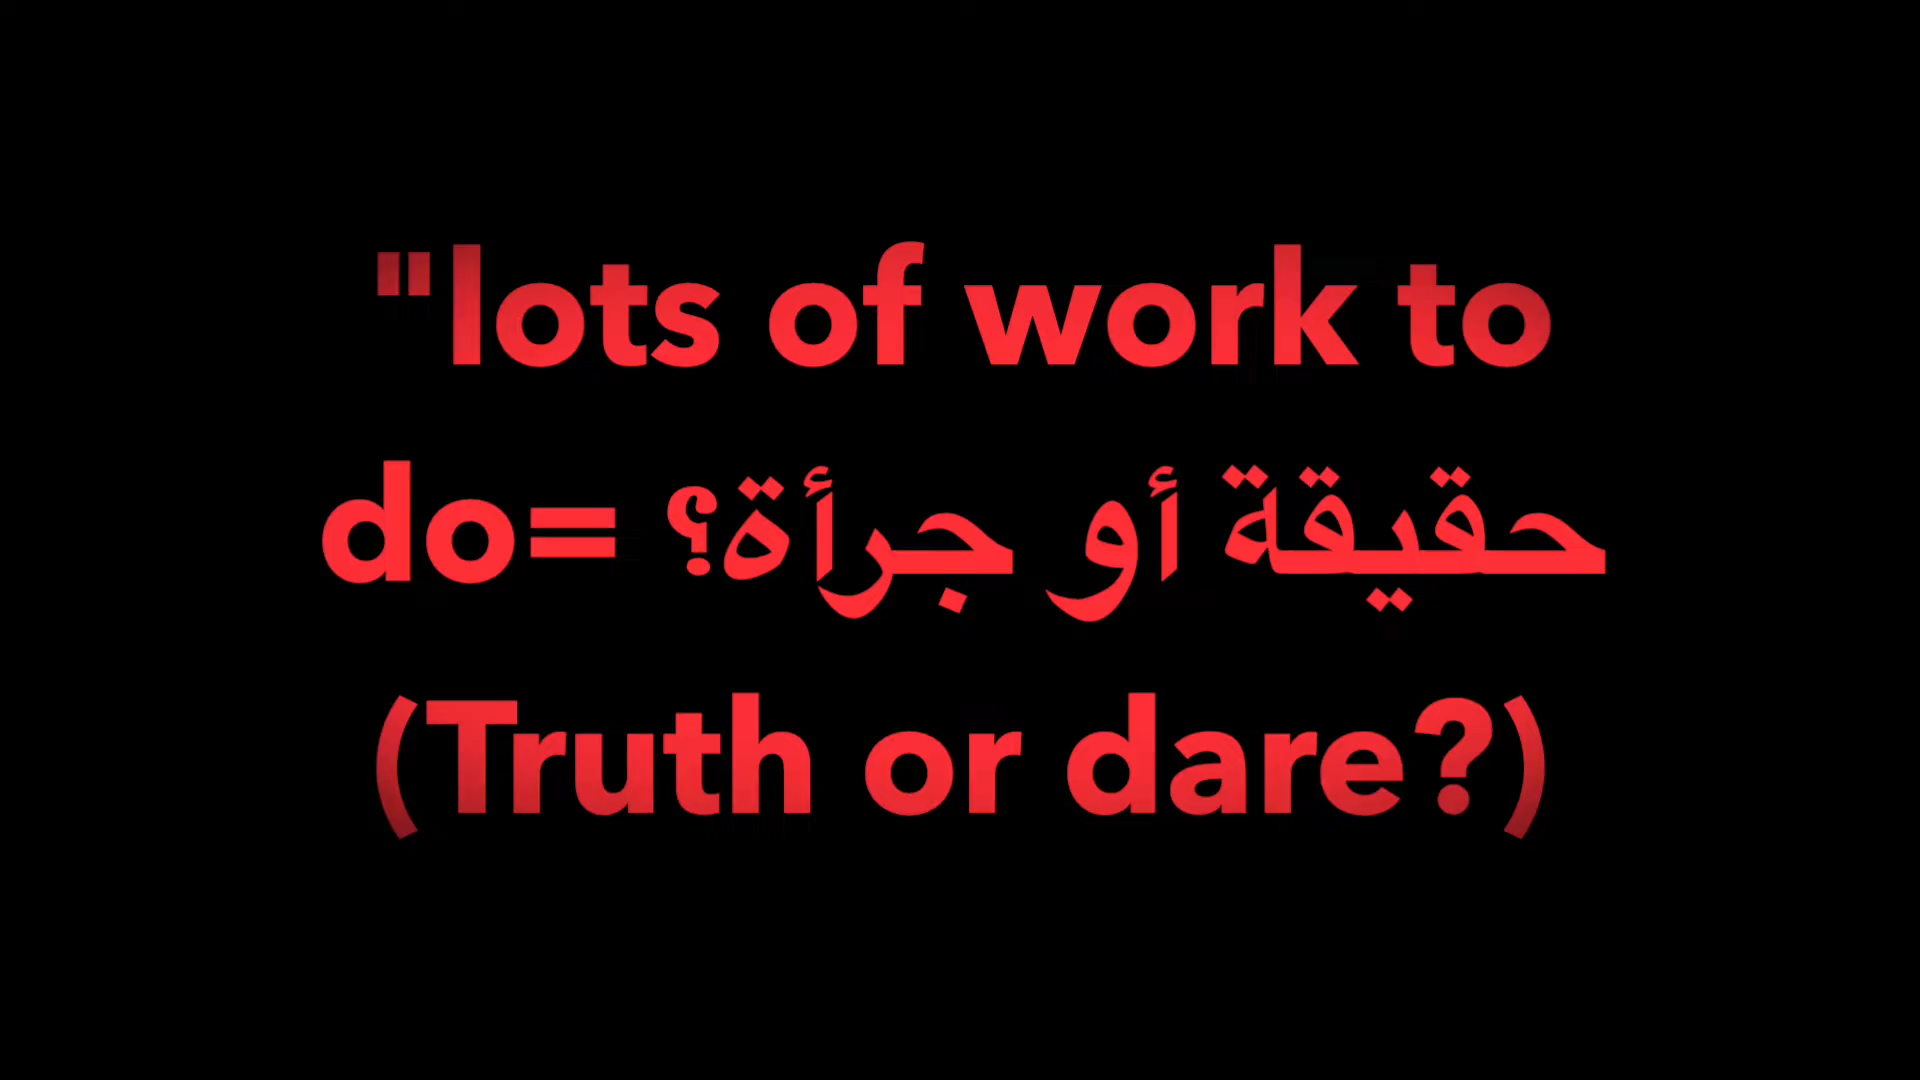 "lots of work to
do= حقيقة أو جرأة؟
(Truth or dare?)